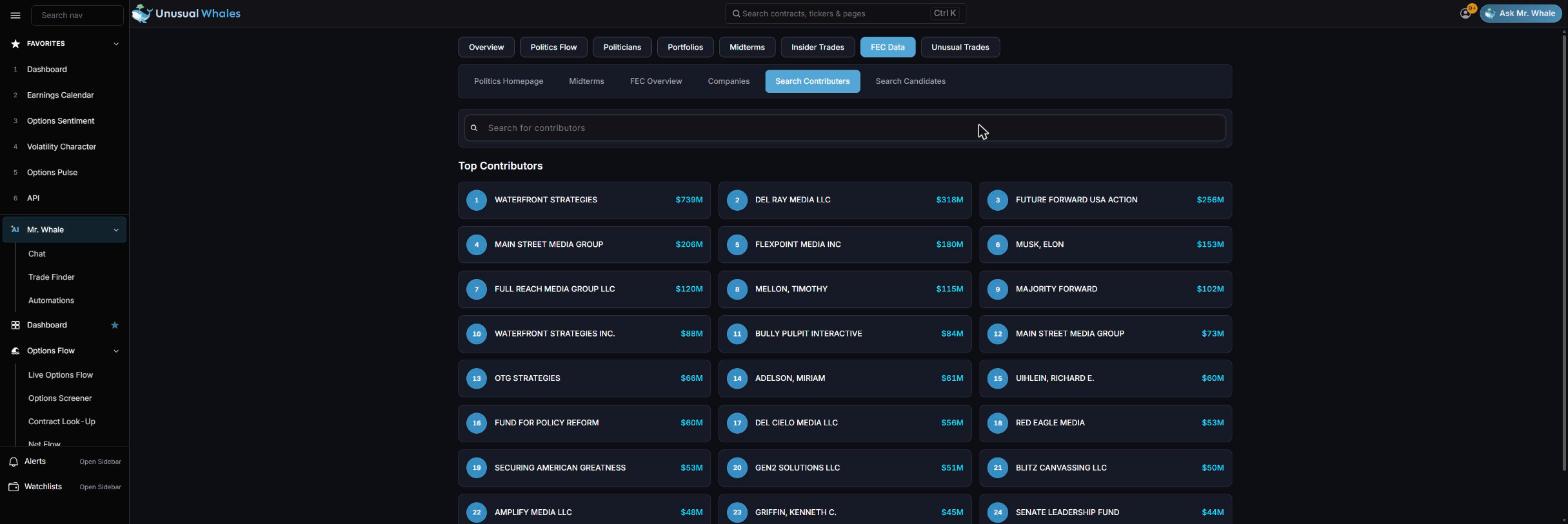 Search nav
Unusual Whales
Search contracts, tickers & pages
Ctrl K
9+
Ask Mr. Whale
FAVORITES
1 Dashboard
2 Earnings Calendar
3 Options Sentiment
4 Volatility Character
5 Options Pulse
6 API
AI Mr. Whale
Chat
Trade Finder
Automations
Dashboard
Options Flow
Live Options Flow
Options Screener
Contract Look-Up
Net Flow
Alerts Open Sidebar
Watchlists Open Sidebar
Overview Politics Flow Politicians Portfolios Midterms Insider Trades FEC Data Unusual Trades
Politics Homepage Midterms FEC Overview Companies Search Contributers Search Candidates
Search for contributors
Top Contributors
1 WATERFRONT STRATEGIES $739M
2 DEL RAY MEDIA LLC $318M
3 FUTURE FORWARD USA ACTION $256M
4 MAIN STREET MEDIA GROUP $206M
5 FLEXPOINT MEDIA INC $180M
6 MUSK, ELON $153M
7 FULL REACH MEDIA GROUP LLC $120M
8 MELLON, TIMOTHY $115M
9 MAJORITY FORWARD $102M
10 WATERFRONT STRATEGIES INC. $88M
11 BULLY PULPIT INTERACTIVE $84M
12 MAIN STREET MEDIA GROUP $73M
13 OTG STRATEGIES $66M
14 ADELSON, MIRIAM $61M
15 UIHLEIN, RICHARD E. $60M
16 FUND FOR POLICY REFORM $60M
17 DEL CIELO MEDIA LLC $56M
18 RED EAGLE MEDIA $53M
19 SECURING AMERICAN GREATNESS $53M
20 GEN2 SOLUTIONS LLC $51M
21 BLITZ CANVASSING LLC $50M
22 AMPLIFY MEDIA LLC $48M
23 GRIFFIN, KENNETH C. $45M
24 SENATE LEADERSHIP FUND $44M